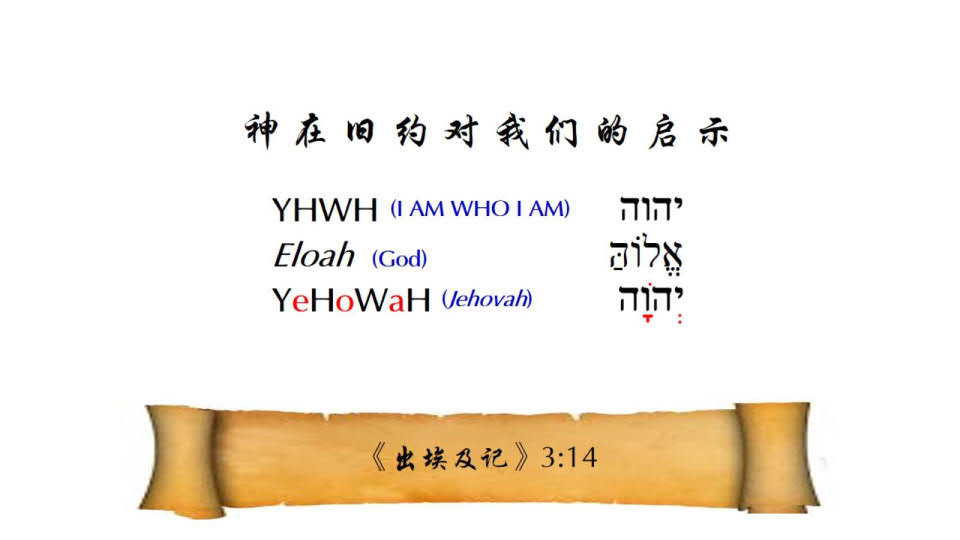 神在旧约对我们的启示
YHWH (I AM WHO I AM) יהוה
Eloah (God) אֱלוֹהַּ
YeHoWaH (Jehovah) יְהֹוָה
《出埃及记》3:14